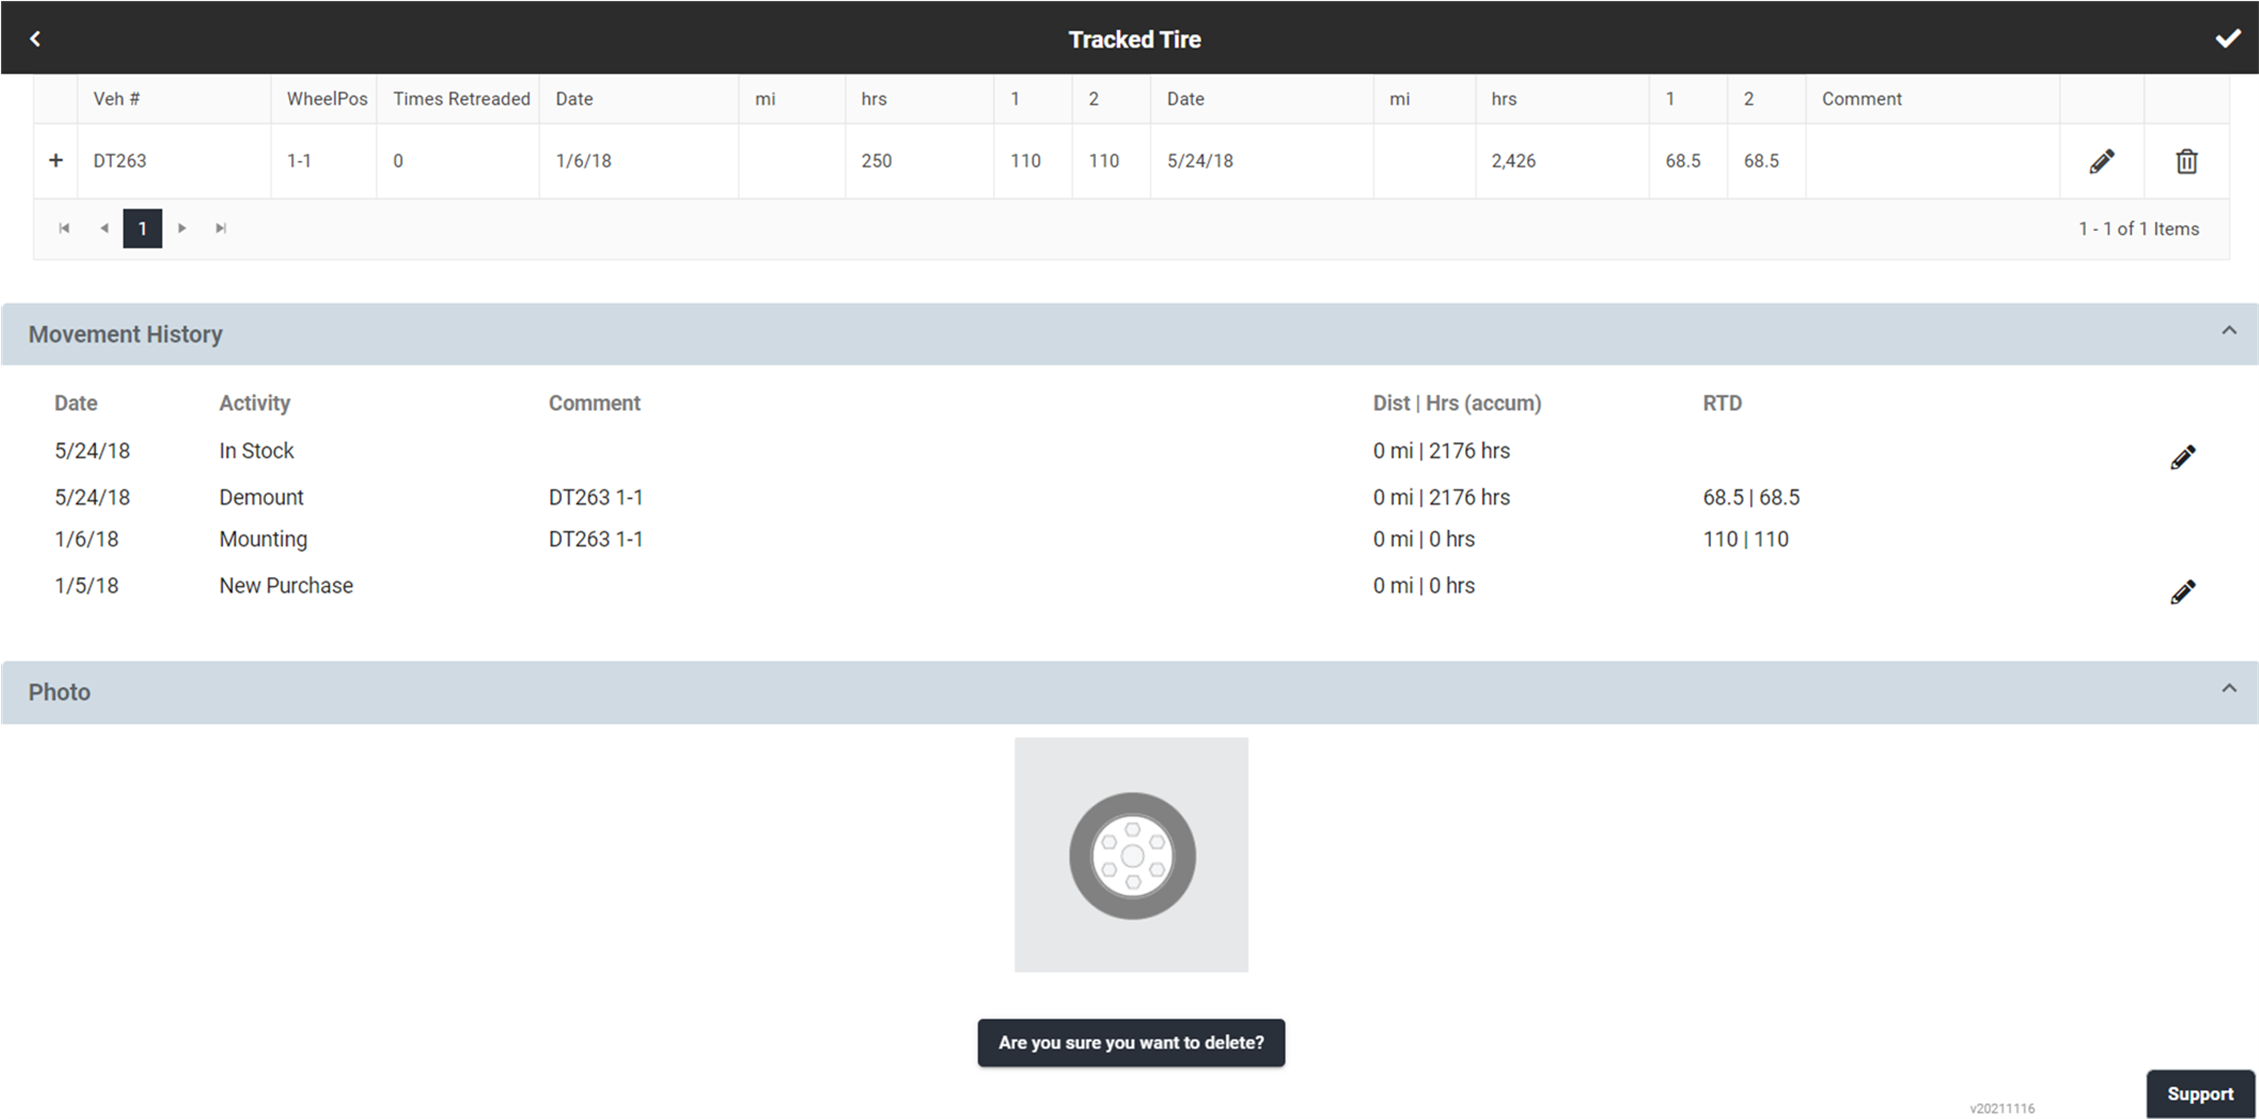 Tracked Tire
Veh # WheelPos Times Retreaded Date mi hrs 1 2 Date mi hrs 1 2 Comment
DT263 1-1 0 1/6/18 250 110 110 5/24/18 2,426 68.5 68.5
1 1 - 1 of 1 Items
Movement History
Date Activity Comment Dist | Hrs (accum) RTD
5/24/18 In Stock 0 mi | 2176 hrs
5/24/18 Demount DT263 1-1 0 mi | 2176 hrs 68.5 | 68.5
1/6/18 Mounting DT263 1-1 0 mi | 0 hrs 110 | 110
1/5/18 New Purchase 0 mi | 0 hrs
Photo
Are you sure you want to delete?
Support
v20211116